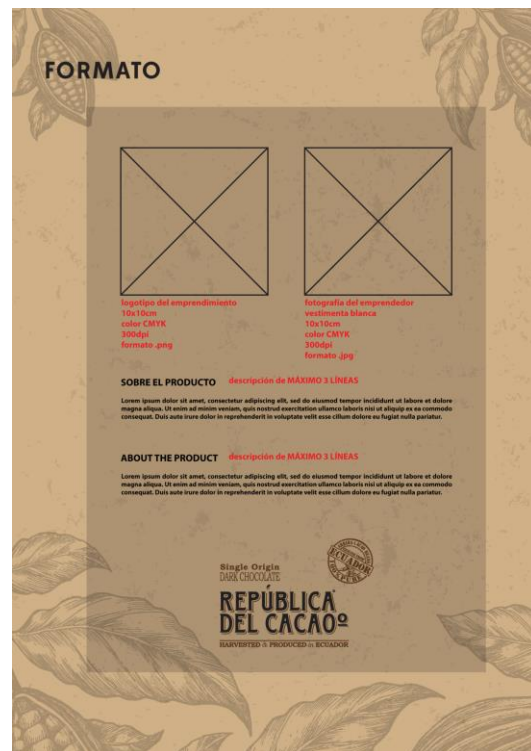 FORMATO
logotipo del emprendimiento
10x10cm
color CMYK
300dpi
formato .png
fotografía del emprendedor
vestimenta blanca
10x10cm
color CMYK
300dpi
formato .jpg
SOBRE EL PRODUCTO descripción de MÁXIMO 3 LÍNEAS
Lorem ipsum dolor sit amet, consectetur adipiscing elit, sed do eiusmod tempor incididunt ut labore et dolore
magna aliqua. Ut enim ad minim veniam, quis nostrud exercitation ullamco laboris nisi ut aliquip ex ea commodo
consequat. Duis aute irure dolor in reprehenderit in voluptate velit esse cillum dolore eu fugiat nulla pariatur.
ABOUT THE PRODUCT descripción de MÁXIMO 3 LÍNEAS
Lorem ipsum dolor sit amet, consectetur adipiscing elit, sed do eiusmod tempor incididunt ut labore et dolore
magna aliqua. Ut enim ad minim veniam, quis nostrud exercitation ullamco laboris nisi ut aliquip ex ea commodo
consequat. Duis aute irure dolor in reprehenderit in voluptate velit esse cillum dolore eu fugiat nulla pariatur.
Single Origin
DARK CHOCOLATE
ECUADOR
REPÚBLICA
DEL CACAOº
HARVESTED & PRODUCED in ECUADOR